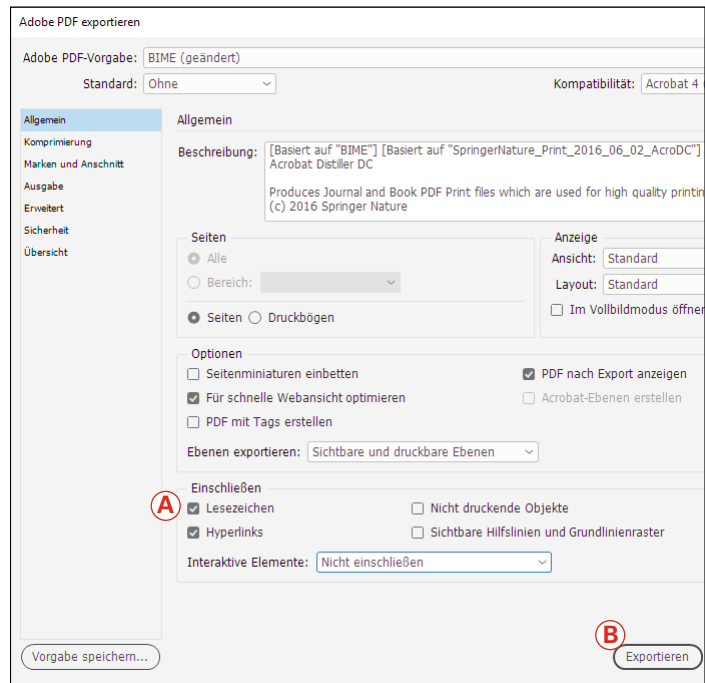 Adobe PDF exportieren
Adobe PDF-Vorgabe: BIME (geändert)
Standard: Ohne
Kompatibilität: Acrobat 4
Allgemein
Komprimierung
Marken und Anschnitt
Ausgabe
Erweitert
Sicherheit
Übersicht
Allgemein
Beschreibung: [Basiert auf "BIME"] [Basiert auf "SpringerNature_Print_2016_06_02_AcroDC"]
Acrobat Distiller DC
Produces Journal and Book PDF Print files which are used for high quality printin
(c) 2016 Springer Nature
Seiten
Alle
Bereich:
Seiten Druckbögen
Anzeige
Ansicht: Standard
Layout: Standard
Im Vollbildmodus öffner
Optionen
Seitenminiaturen einbetten
PDF nach Export anzeigen
Für schnelle Webansicht optimieren
Acrobat-Ebenen erstellen
PDF mit Tags erstellen
Ebenen exportieren: Sichtbare und druckbare Ebenen
Einschließen
A Lesezeichen
Nicht druckende Objekte
Hyperlinks
Sichtbare Hilfslinien und Grundlinienraster
Interaktive Elemente: Nicht einschließen
B
Vorgabe speichern...
Exportieren